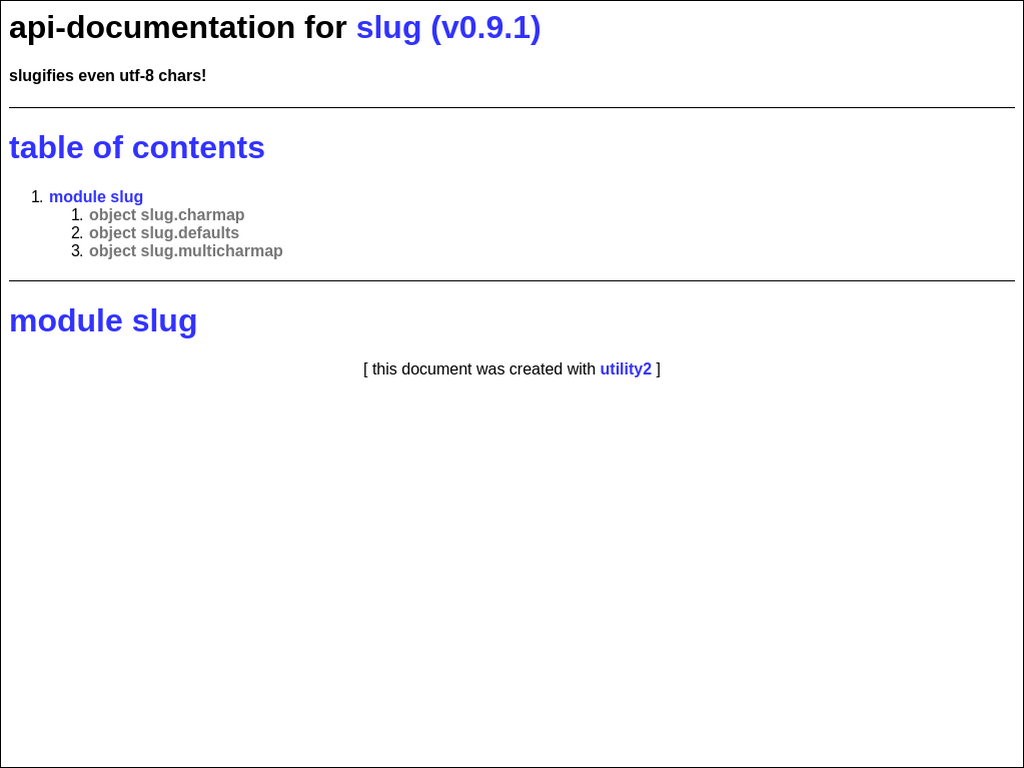 api-documentation for slug (v0.9.1)
slugifies even utf-8 chars!
table of contents
1. module slug
1. object slug.charmap
2. object slug.defaults
3. object slug.multicharmap
module slug
[ this document was created with utility2 ]